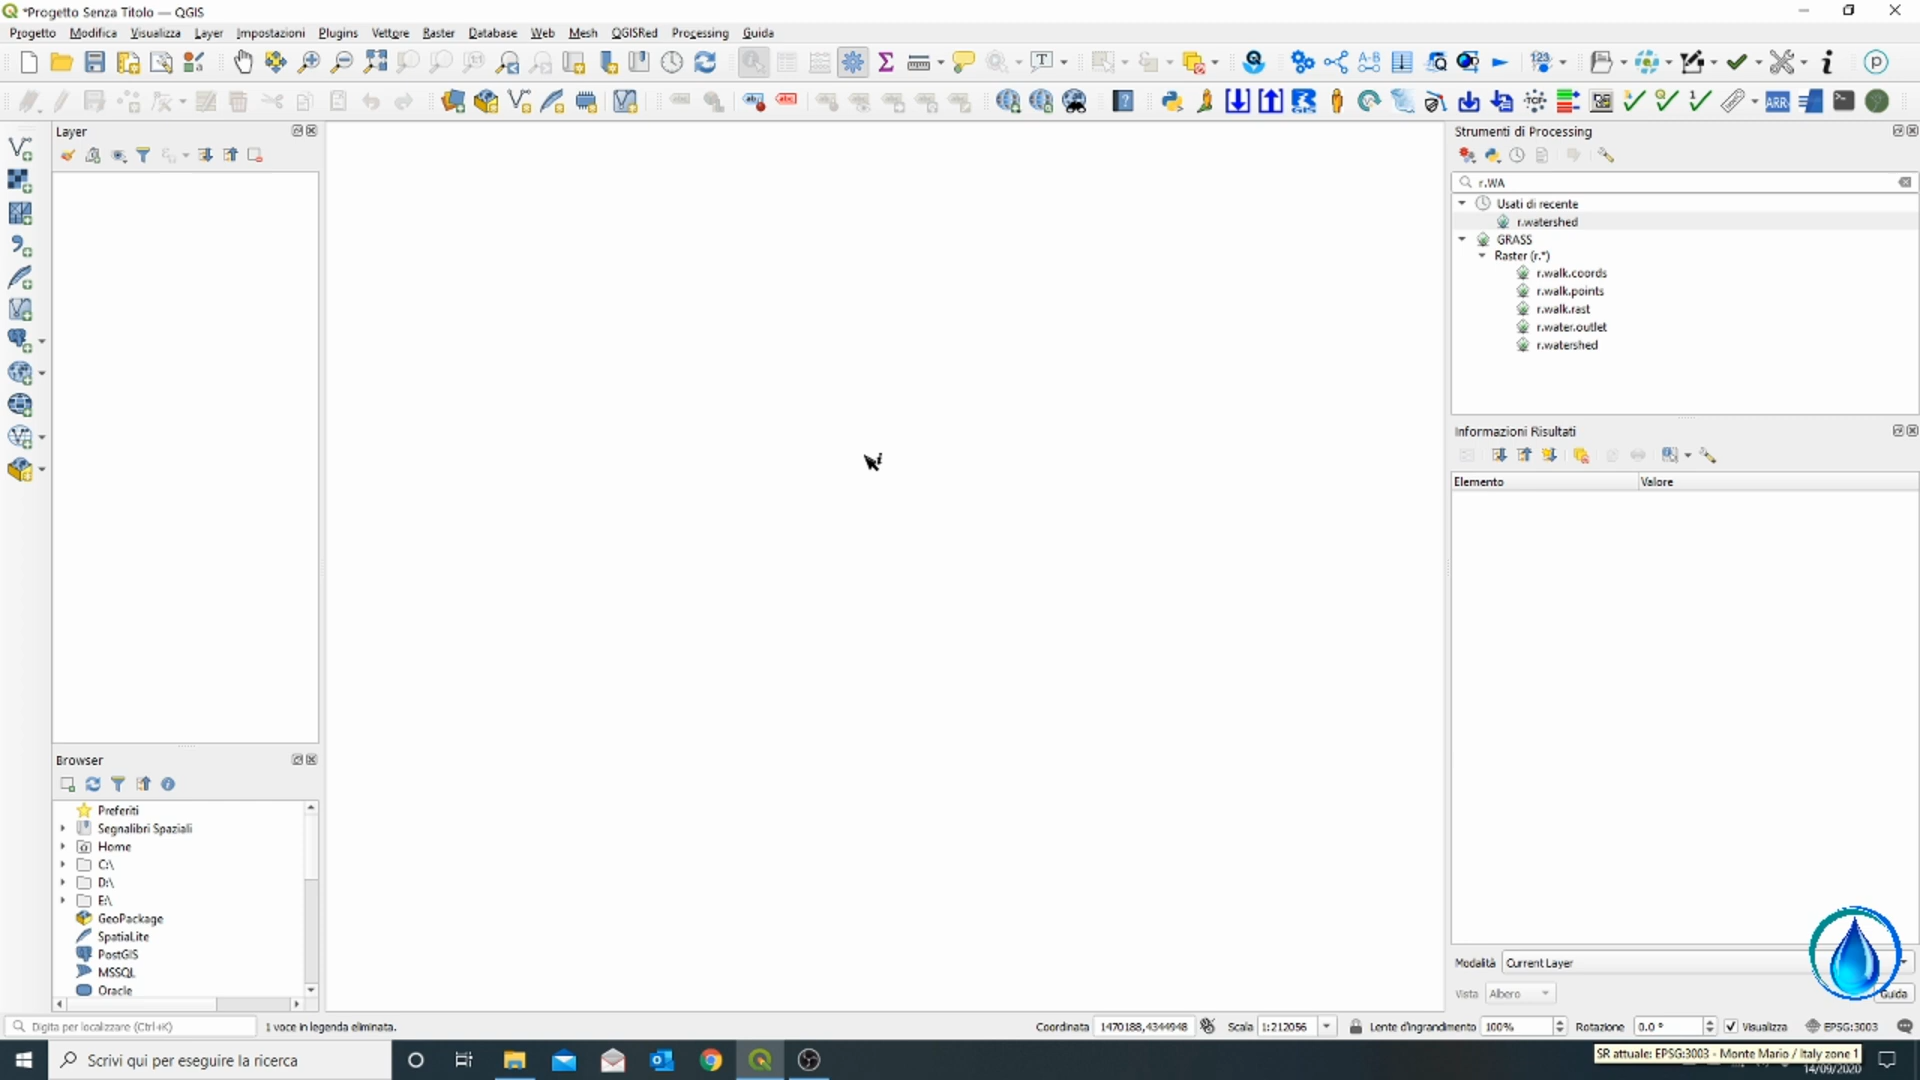 *Progetto Senza Titolo — QGIS
Progetto Modifica Visualizza Layer Impostazioni Plugins Vettore Raster Database Web Mesh QGISRed Processing Guida
Layer
Strumenti di Processing
r.WA
Usati di recente
r.watershed
GRASS
Raster (r.*)
r.walk.coords
r.walk.points
r.walk.rast
r.water.outlet
r.watershed
Informazioni Risultati
Elemento Valore
Browser
Preferiti
Segnalibri Spaziali
Home
C:\
D:\
E:\
GeoPackage
SpatiaLite
PostGIS
MSSQL
Oracle
Modalità Current Layer
Vista Albero Guida
Digita per localizzare (Ctrl+K) 1 voce in legenda eliminata. Coordinata 1470188,4344948 Scala 1:212056 Lente d'ingrandimento 100% Rotazione 0.0 ° Visualizza EPSG:3003
Scrivi qui per eseguire la ricerca
SR attuale: EPSG:3003 - Monte Mario / Italy zone 1
14/09/2020